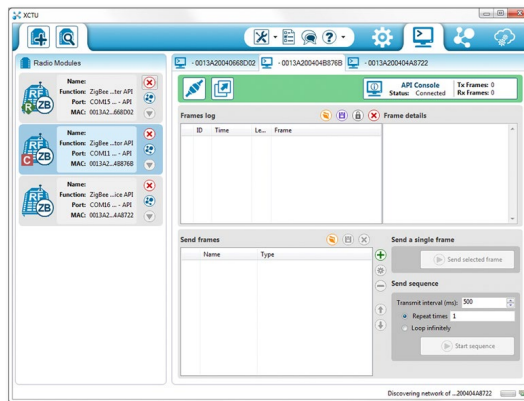 XCTU
Radio Modules
Name:
Function: ZigBee ...ter API
Port: COM15 ... - API
MAC: 0013A2...668D02
Name:
Function: ZigBee ...tor API
Port: COM11 ... - API
MAC: 0013A2...4B876B
Name:
Function: ZigBee ...ice API
Port: COM16 ... - API
MAC: 0013A2...4A8722
RF
ZB
R
RF
ZB
C
RF
ZB
- 0013A20040668D02
- 0013A200404B876B
- 0013A200404A8722
API Console
Status: Connected
Tx Frames: 0
Rx Frames: 0
Frames log
Frame details
ID Time Le... Frame
Send frames
Name Type
Send a single frame
Send selected frame
Send sequence
Transmit interval (ms): 500
Repeat times 1
Loop infinitely
Start sequence
Discovering network of ...200404A8722